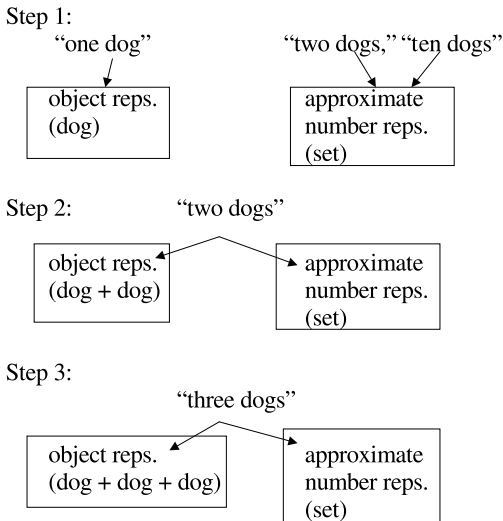 Step 1:
“one dog”
“two dogs,” “ten dogs”
object reps.
(dog)
approximate
number reps.
(set)
Step 2:
“two dogs”
object reps.
(dog + dog)
approximate
number reps.
(set)
Step 3:
“three dogs”
object reps.
(dog + dog + dog)
approximate
number reps.
(set)